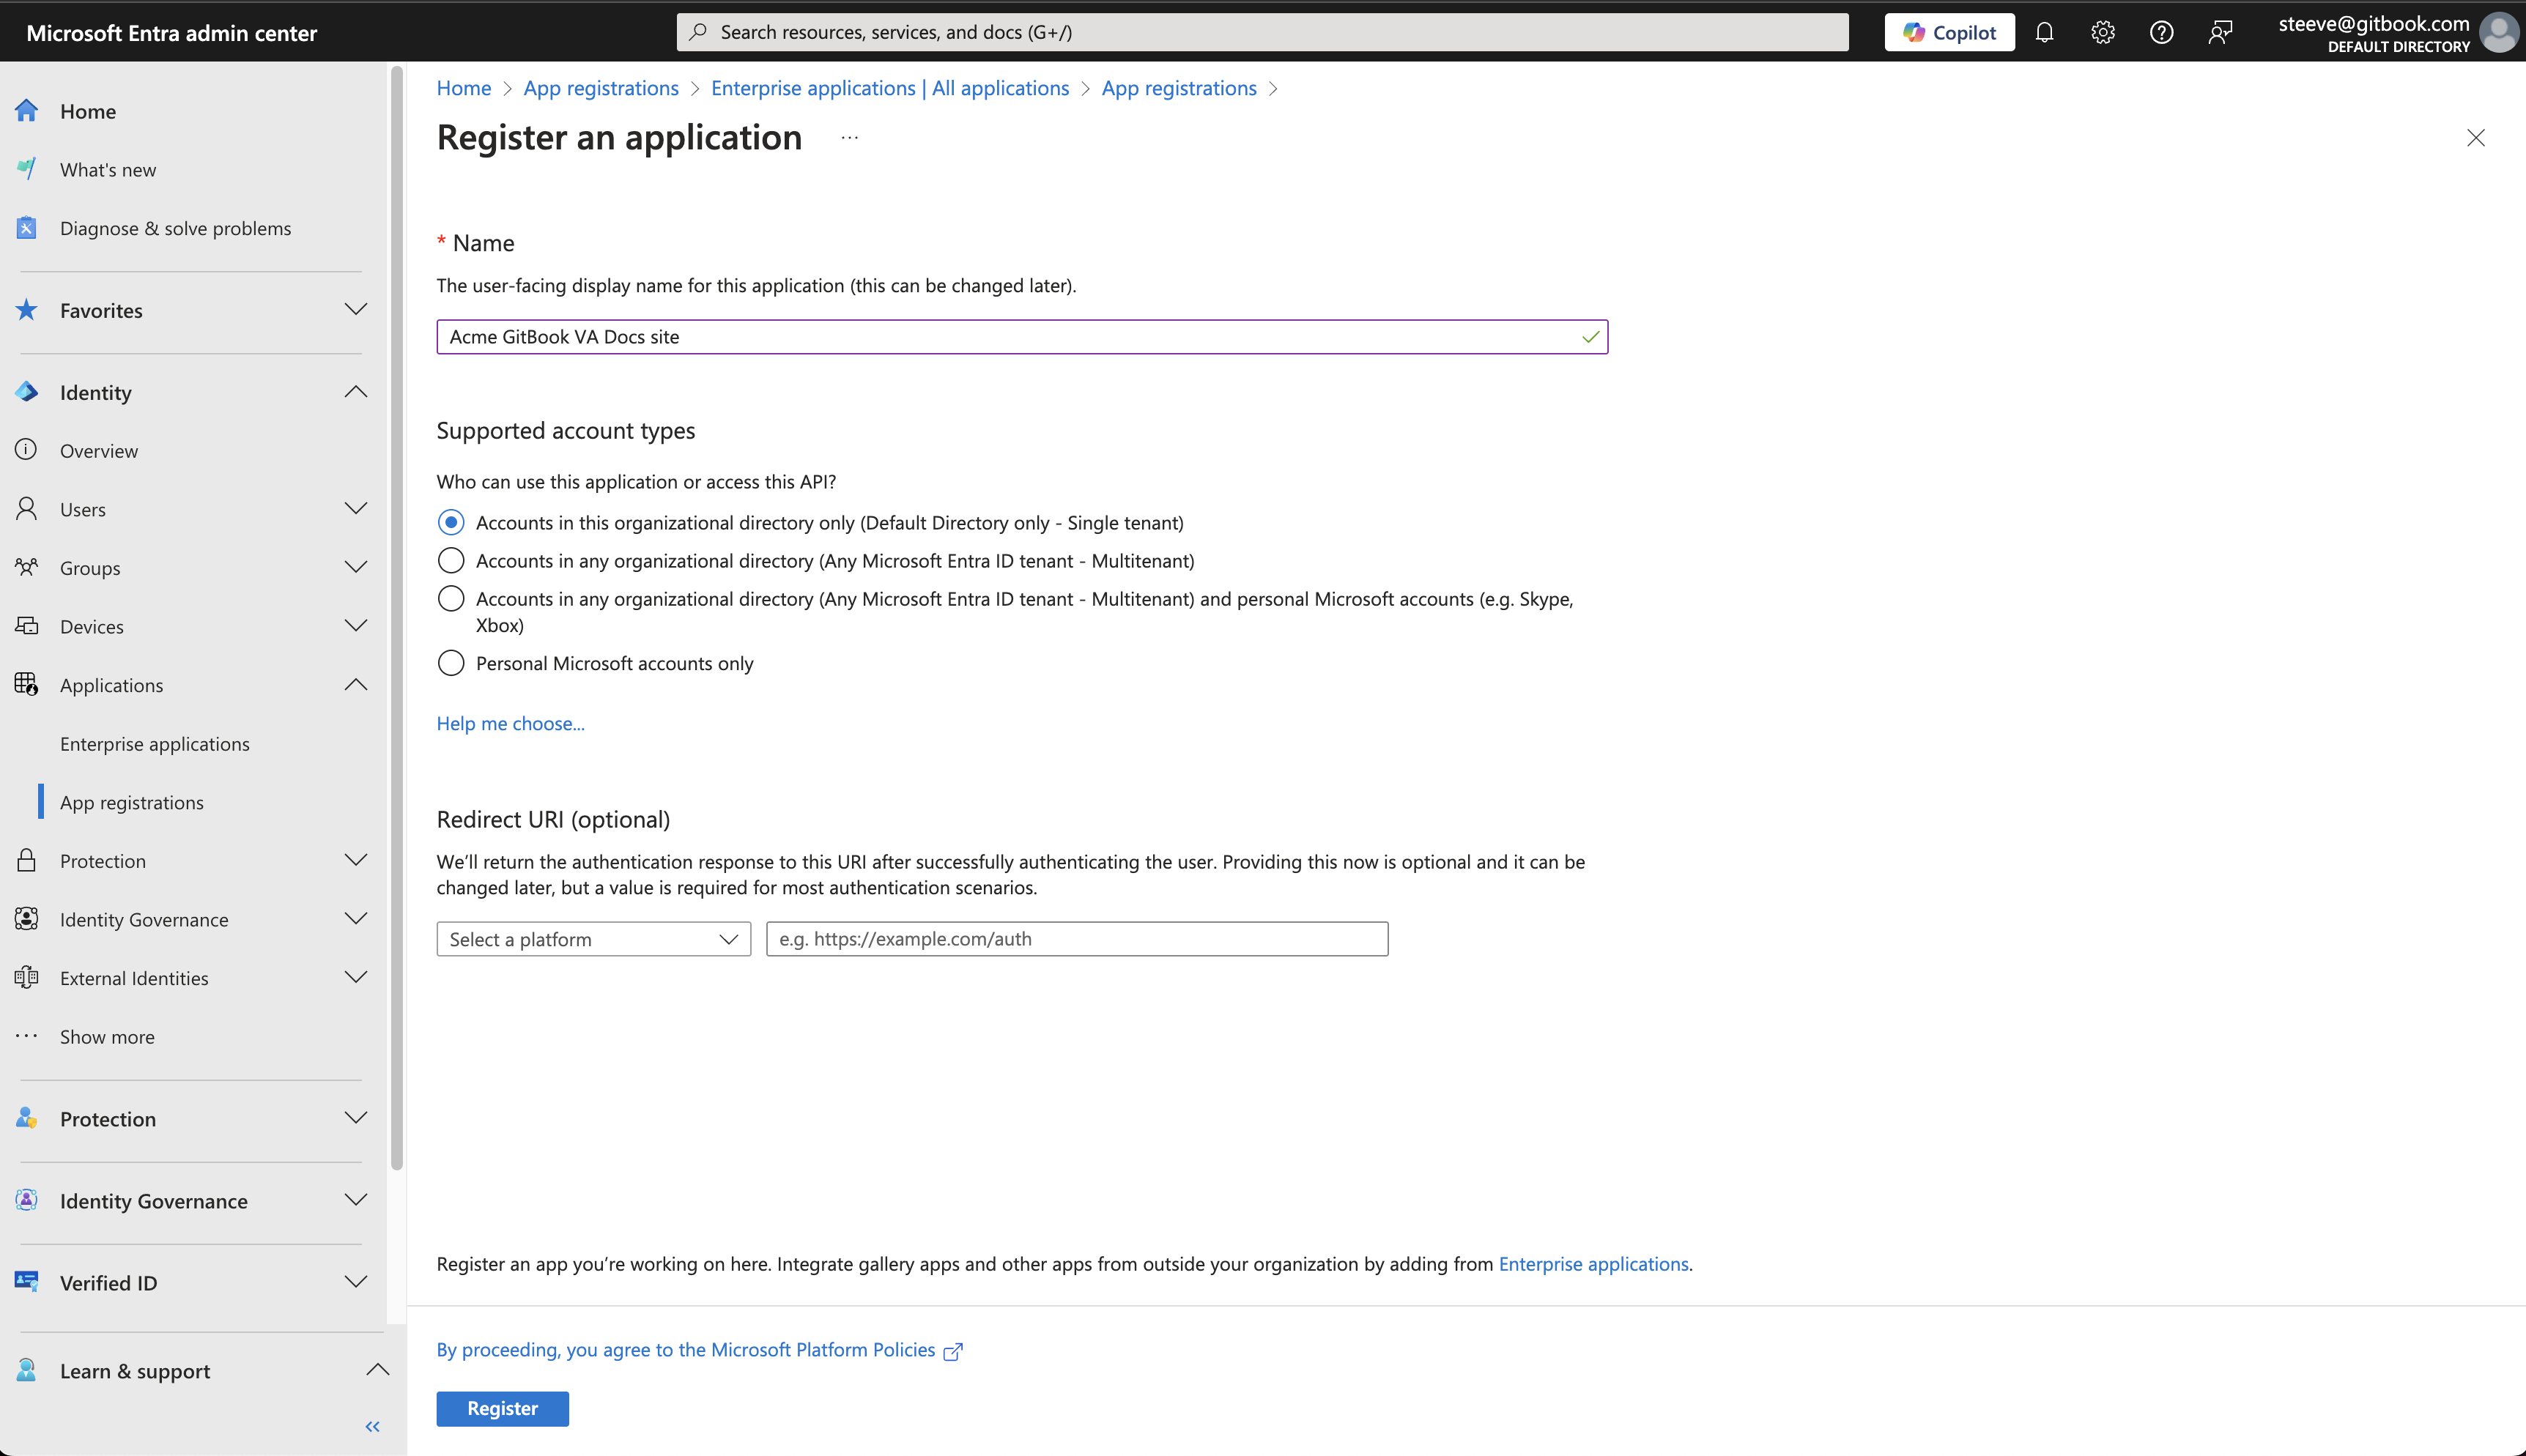 Microsoft Entra admin center
Search resources, services, and docs (G+/)
Copilot
steeve@gitbook.com
DEFAULT DIRECTORY
Home
What's new
Diagnose & solve problems
Favorites
Identity
Overview
Users
Groups
Devices
Applications
Enterprise applications
App registrations
Protection
Identity Governance
External Identities
Show more
Protection
Identity Governance
Verified ID
Learn & support
Home > App registrations > Enterprise applications | All applications > App registrations >
Register an application ...
* Name
The user-facing display name for this application (this can be changed later).
Acme GitBook VA Docs site
Supported account types
Who can use this application or access this API?
Accounts in this organizational directory only (Default Directory only - Single tenant)
Accounts in any organizational directory (Any Microsoft Entra ID tenant - Multitenant)
Accounts in any organizational directory (Any Microsoft Entra ID tenant - Multitenant) and personal Microsoft accounts (e.g. Skype,
Xbox)
Personal Microsoft accounts only
Help me choose...
Redirect URI (optional)
We’ll return the authentication response to this URI after successfully authenticating the user. Providing this now is optional and it can be
changed later, but a value is required for most authentication scenarios.
Select a platform
e.g. https://example.com/auth
Register an app you’re working on here. Integrate gallery apps and other apps from outside your organization by adding from Enterprise applications.
By proceeding, you agree to the Microsoft Platform Policies
Register